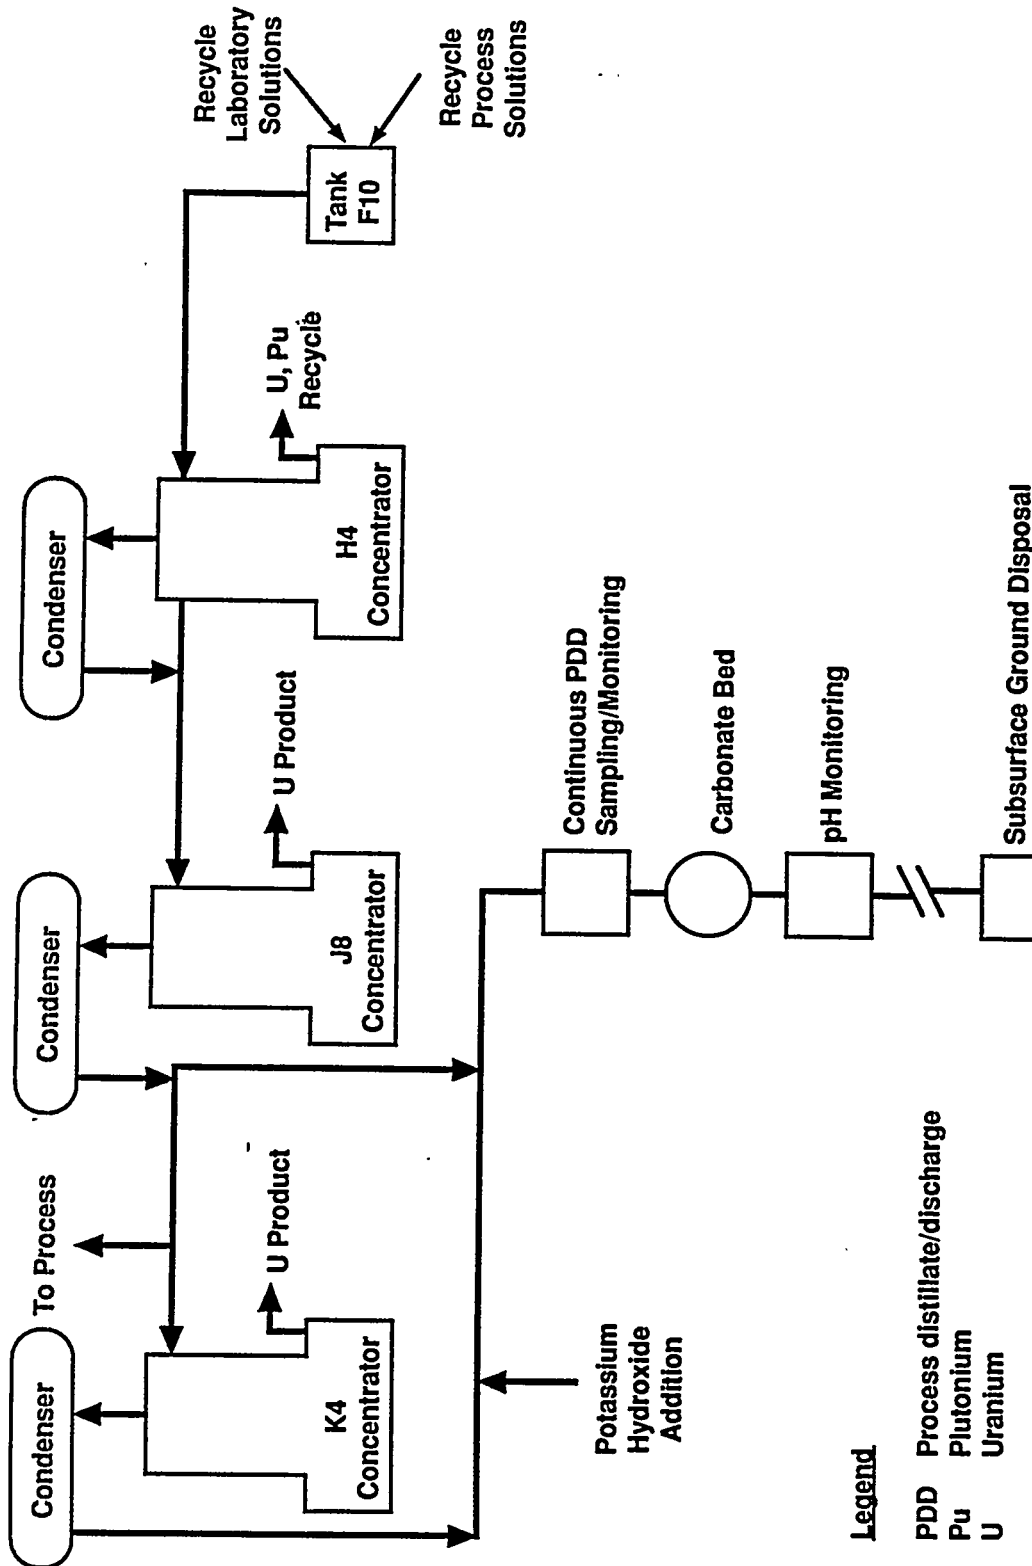 Condenser
To Process
Condenser
Condenser
Recycle
Laboratory
Solutions
K4
Concentrator
U Product
J8
Concentrator
U Product
H4
Concentrator
U, Pu
Recycle
Tank
F10
Recycle
Process
Solutions
Potassium
Hydroxide
Addition
Continuous PDD
Sampling/Monitoring
Carbonate Bed
pH Monitoring
Subsurface Ground Disposal
Legend
PDD Process distillate/discharge
Pu Plutonium
U Uranium